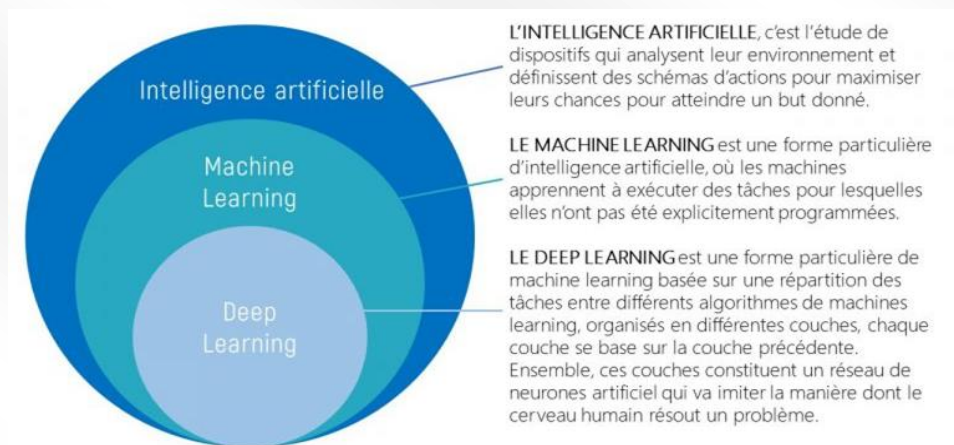 Intelligence artificielle
Machine
Learning
Deep
Learning
L'INTELLIGENCE ARTIFICIELLE, c'est l'étude de
dispositifs qui analysent leur environnement et
définissent des schémas d'actions pour maximiser
leurs chances pour atteindre un but donné.
LE MACHINE LEARNING est une forme particulière
d'intelligence artificielle, où les machines
apprennent à exécuter des tâches pour lesquelles
elles n'ont pas été explicitement programmées.
LE DEEP LEARNING est une forme particulière de
machine learning basée sur une répartition des
tâches entre différents algorithmes de machines
learning, organisés en différentes couches, chaque
couche se base sur la couche précédente.
Ensemble, ces couches constituent un réseau de
neurones artificiel qui va imiter la manière dont le
cerveau humain résout un problème.